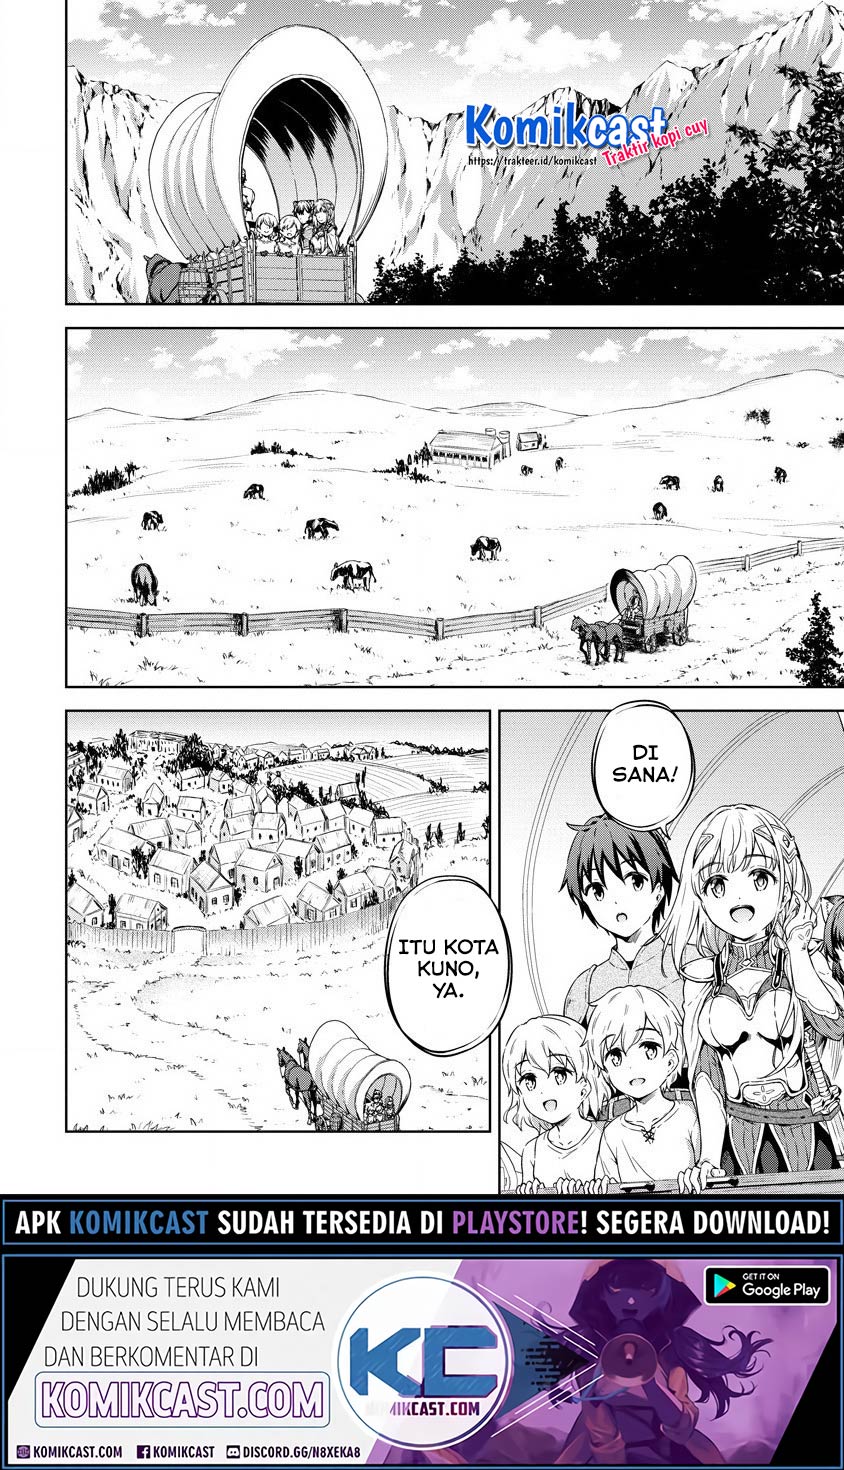 Komikcast
https://trakteer.id/komikcast
Traktir kopi cuy
DI
SANA!
ITU KOTA
KUNO,
YA.
APK KOMIKCAST SUDAH TERSEDIA DI PLAYSTORE! SEGERA DOWNLOAD!
DUKUNG TERUS KAMI
DENGAN SELALU MEMBACA
DAN BERKOMENTAR DI
KOMIKCAST.COM
KOMIKCAST.COM KOMIKCAST DISCORD.GG/N8XEKA8
KC
MIKCAST.COM
GET IT ON
Google Play